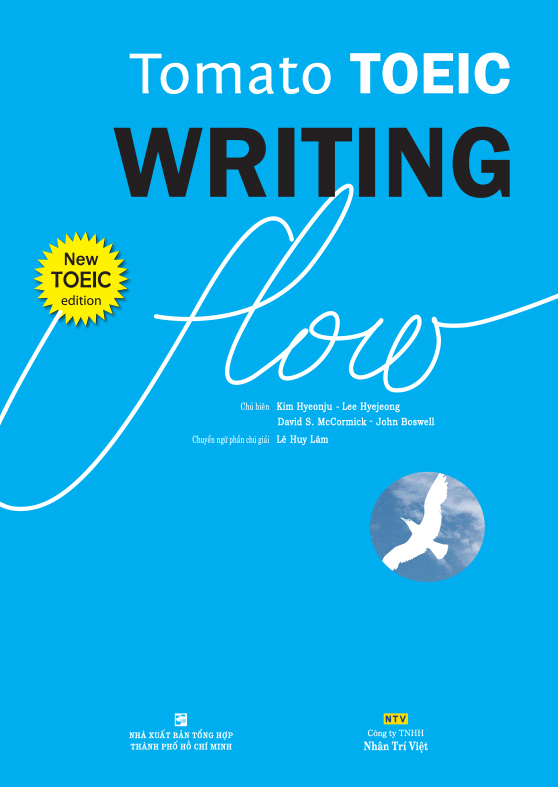 Tomato TOEIC
WRITING
flow
New
TOEIC
edition
Chủ biên Kim Hyeonju - Lee Hyejeong
David S. McCormick - John Boswell
Chuyển ngữ phần chú giải Lê Huy Lâm
NHÀ XUẤT BẢN TỔNG HỢP
THÀNH PHỐ HỒ CHÍ MINH
NTV
Công ty TNHH
Nhân Trí Việt